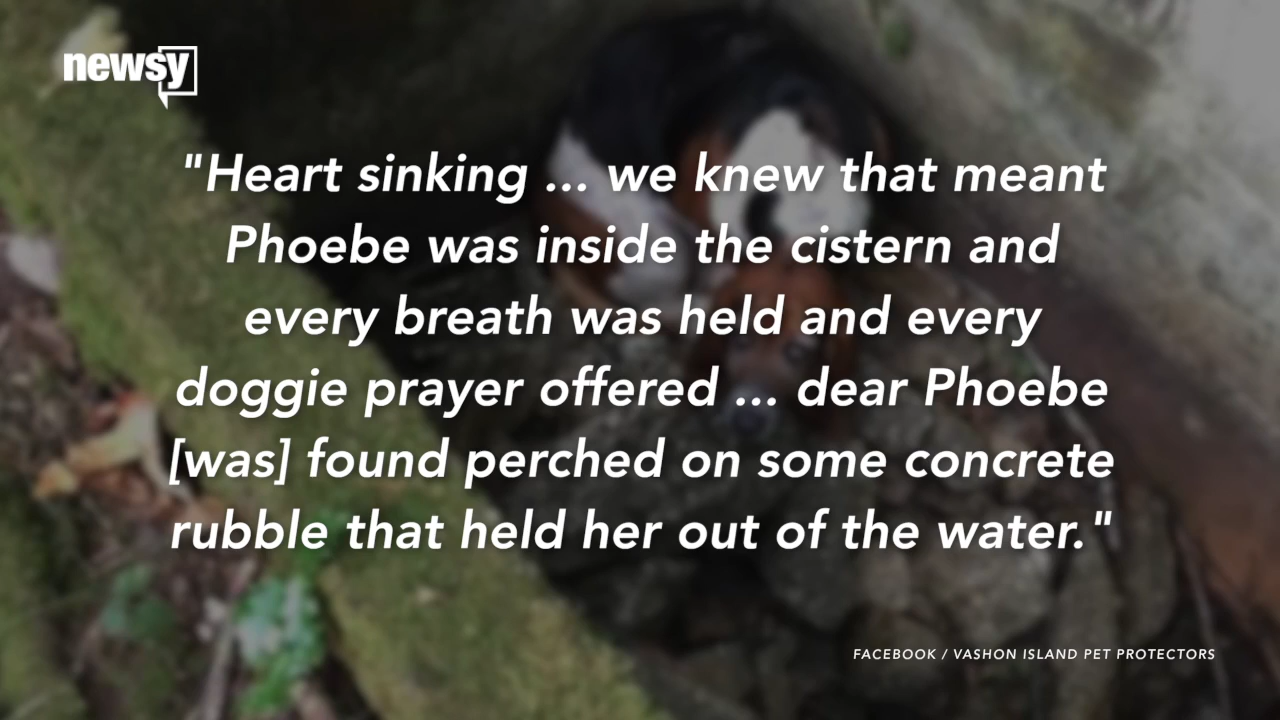 newsy
"Heart sinking ... we knew that meant
Phoebe was inside the cistern and
every breath was held and every
doggie prayer offered ... dear Phoebe
[was] found perched on some concrete
rubble that held her out of the water."
FACEBOOK / VASHON ISLAND PET PROTECTORS